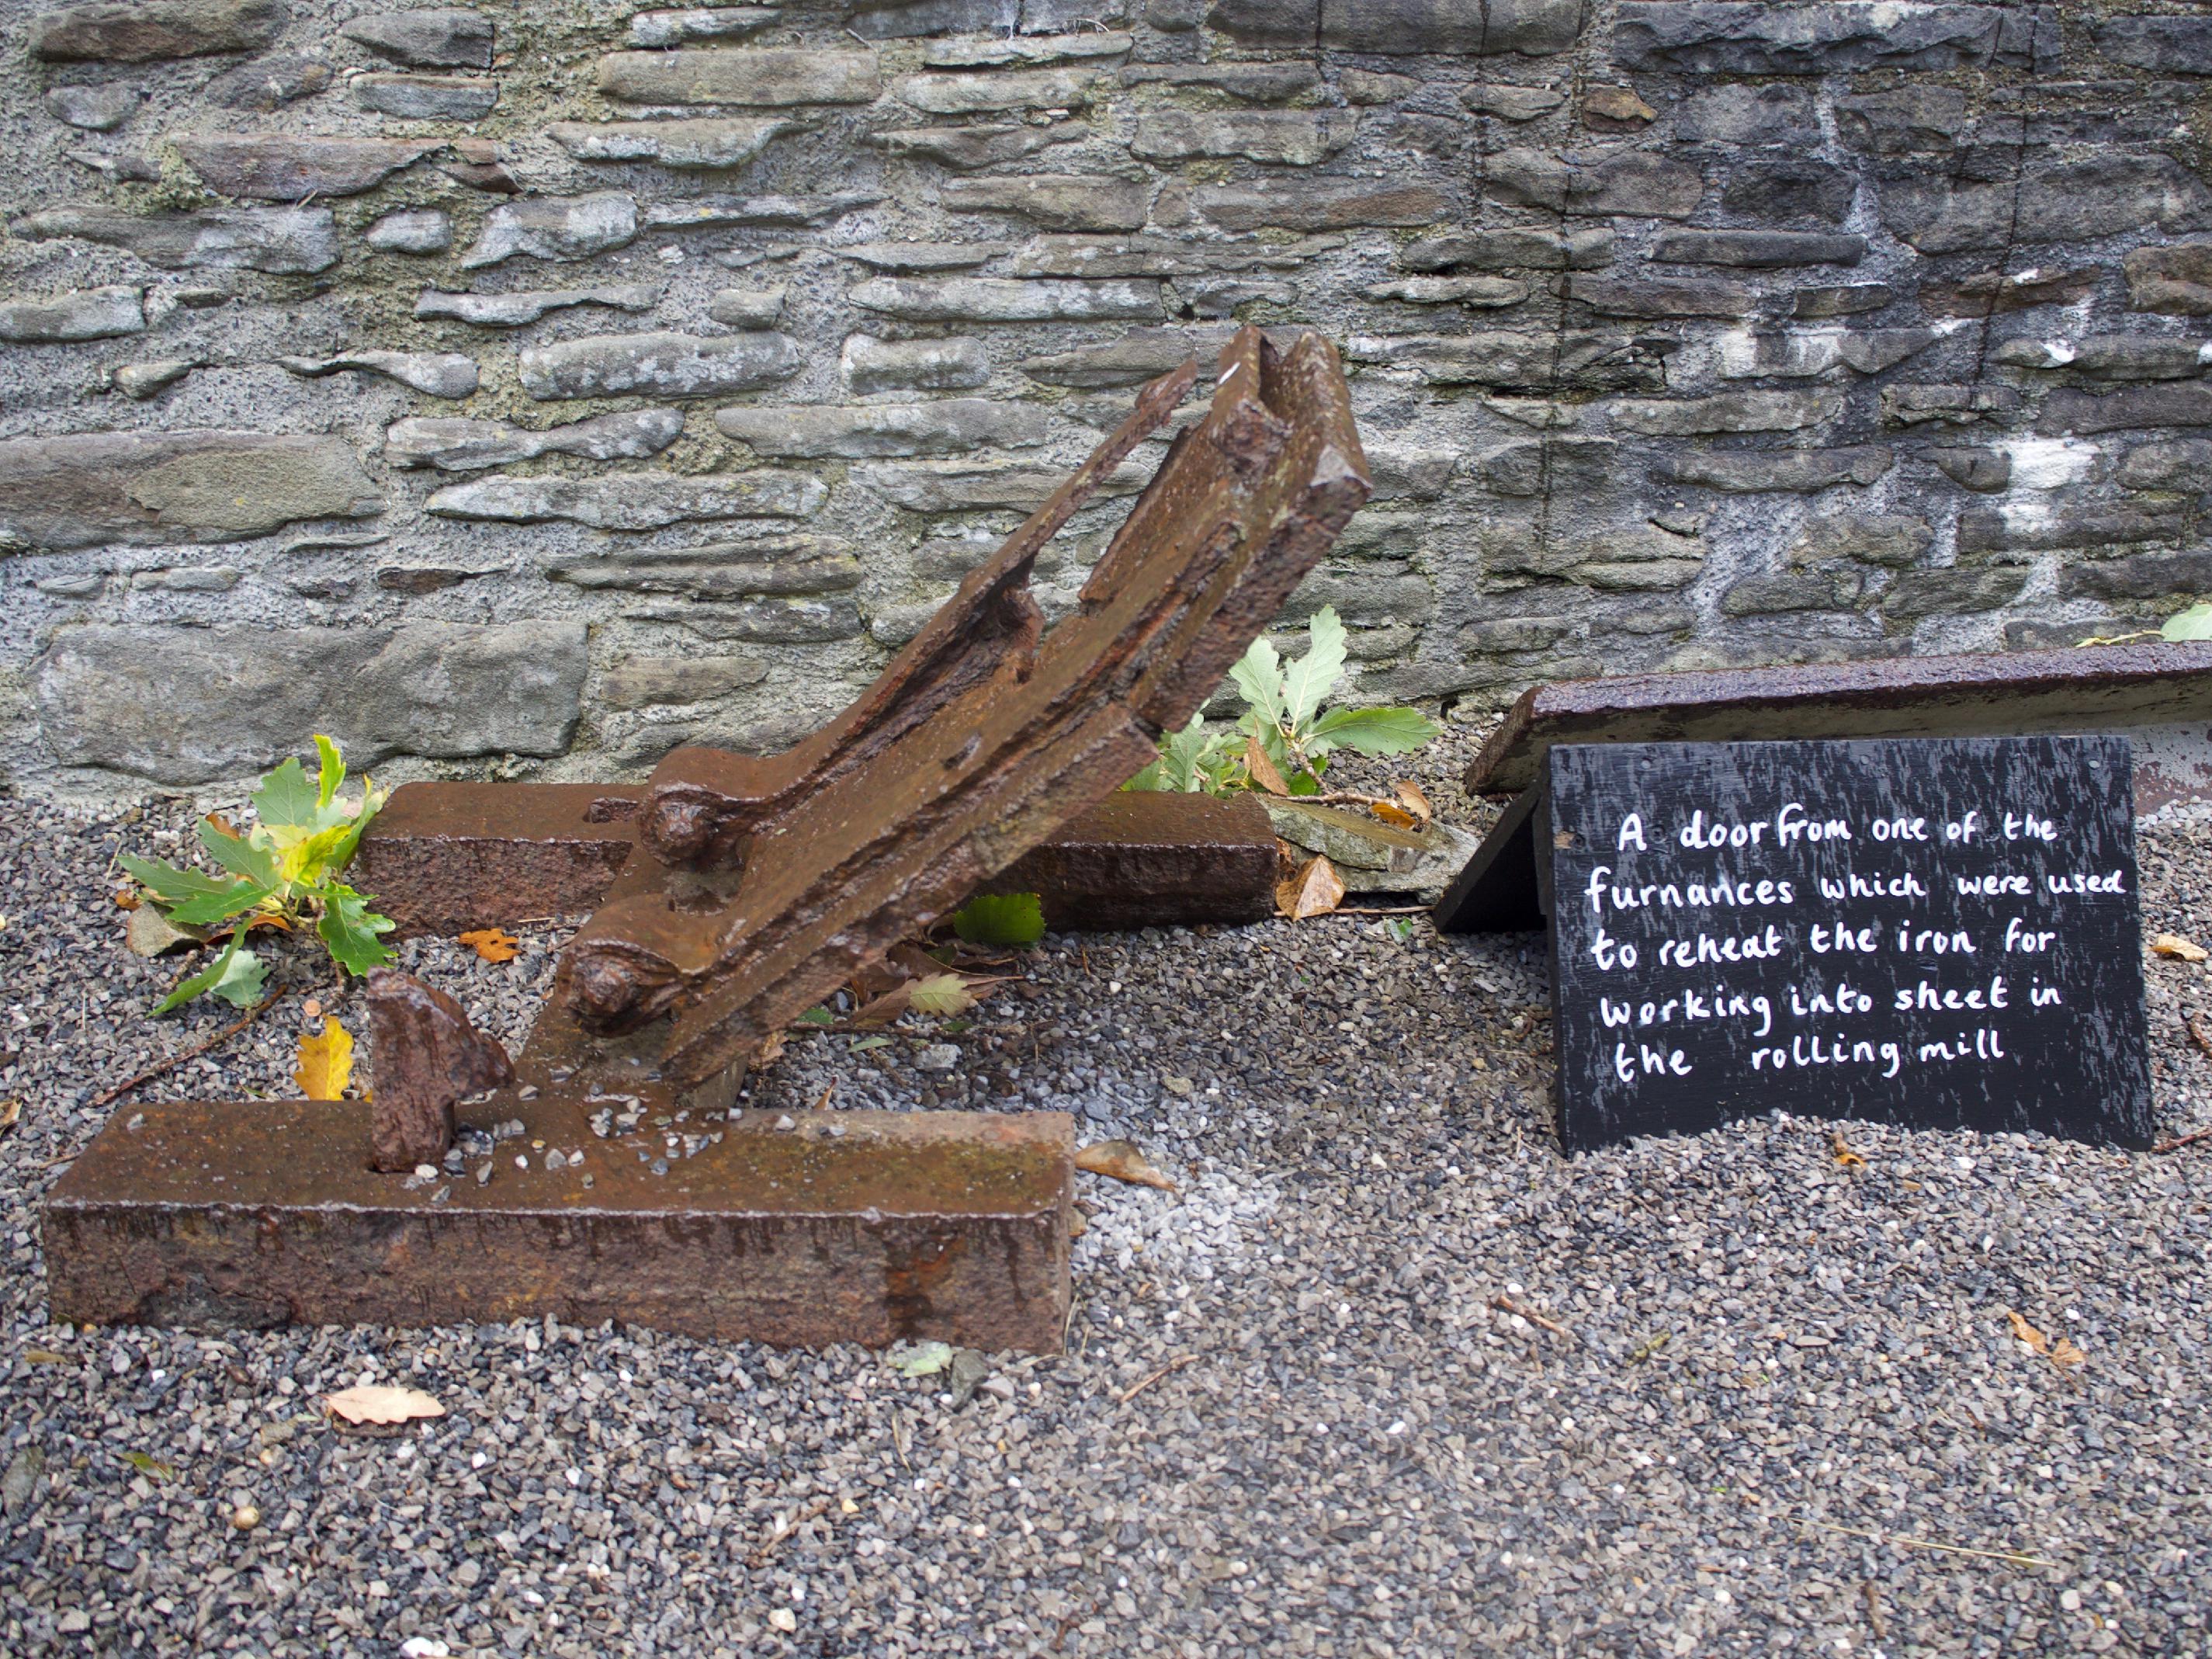 A door from one of the
furnances which were used
to reheat the iron for
working into sheet in
the rolling mill